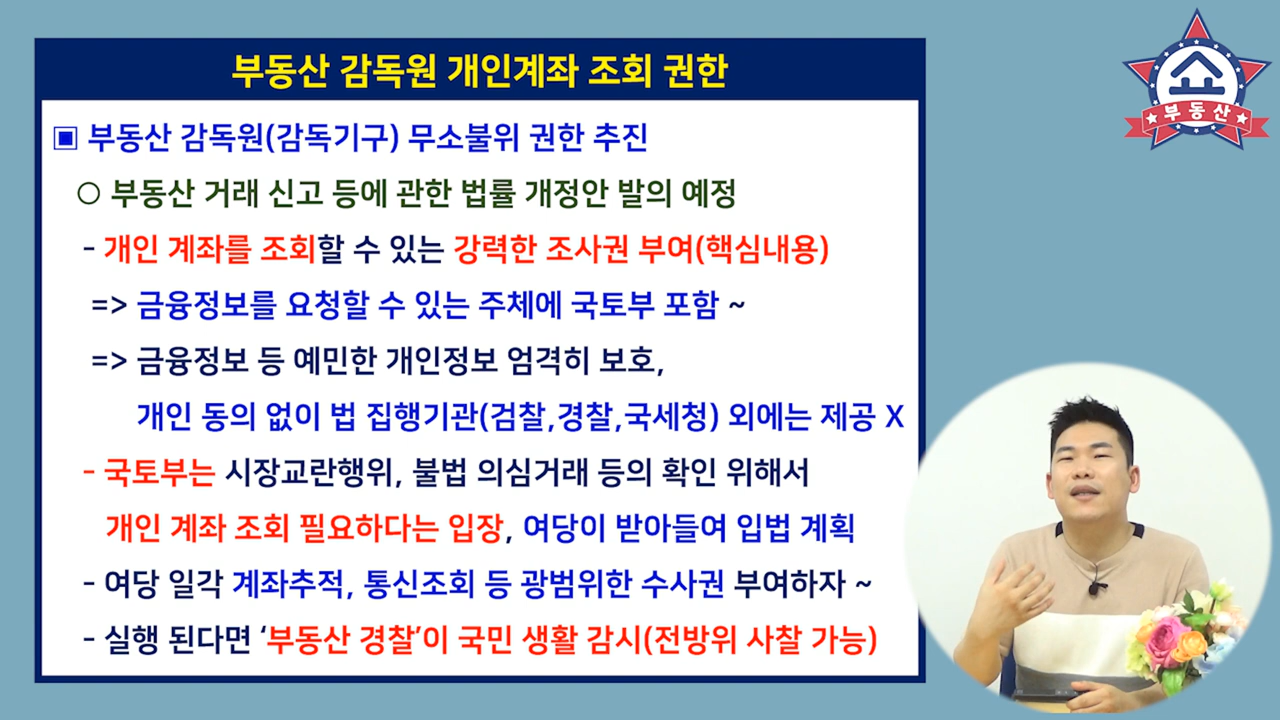 부동산 감독원 개인계좌 조회 권한
부동산
▣ 부동산 감독원(감독기구) 무소불위 권한 추진
○ 부동산 거래 신고 등에 관한 법률 개정안 발의 예정
- 개인 계좌를 조회할 수 있는 강력한 조사권 부여(핵심내용)
=> 금융정보를 요청할 수 있는 주체에 국토부 포함 ~
=> 금융정보 등 예민한 개인정보 엄격히 보호,
개인 동의 없이 법 집행기관(검찰,경찰,국세청) 외에는 제공 X
- 국토부는 시장교란행위, 불법 의심거래 등의 확인 위해서
개인 계좌 조회 필요하다는 입장, 여당이 받아들여 입법 계획
- 여당 일각 계좌추적, 통신조회 등 광범위한 수사권 부여하자 ~
- 실행 된다면 ‘부동산 경찰’이 국민 생활 감시(전방위 사찰 가능)